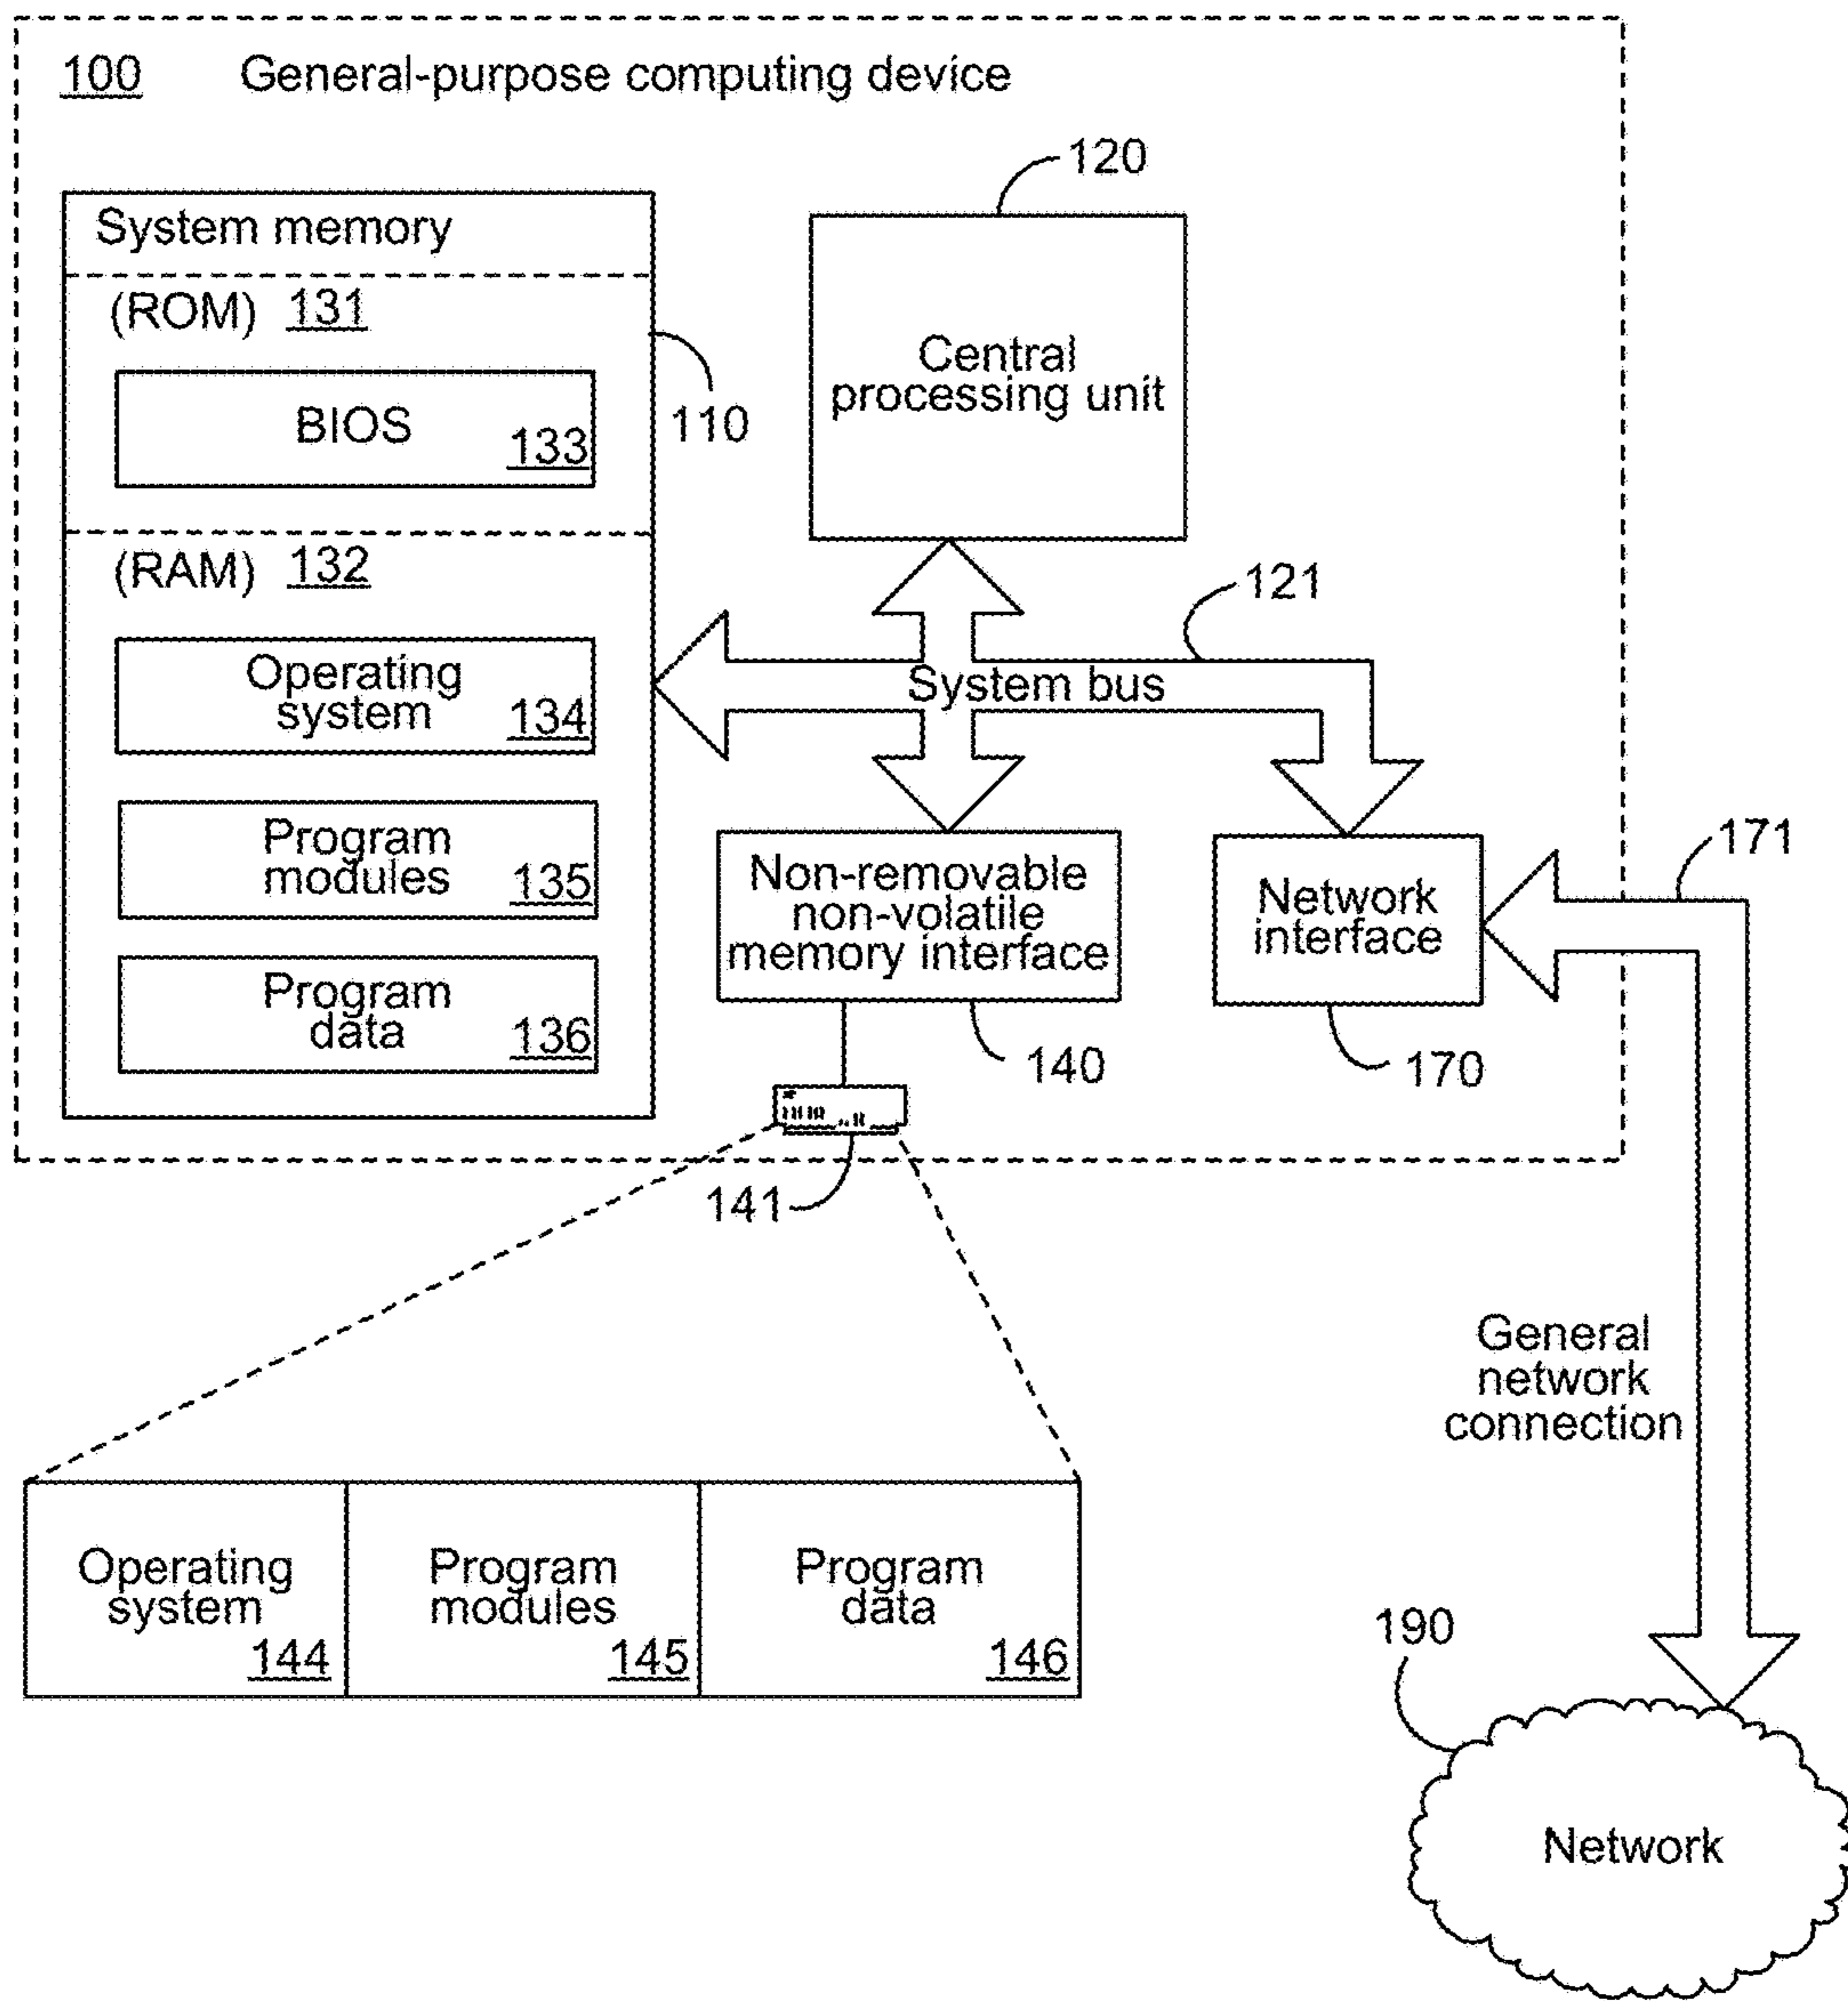 100 General-purpose computing device
120
System memory
(ROM) 131
BIOS 133
110
Central
processing unit
(RAM) 132
121
Operating
system 134
System bus
Program
modules 135
Non-removable
non-volatile
memory interface
Network
interface
171
Program
data 136
140
170
141
General
network
connection
Operating
system
144
Program
modules
145
Program
data
146
190
Network